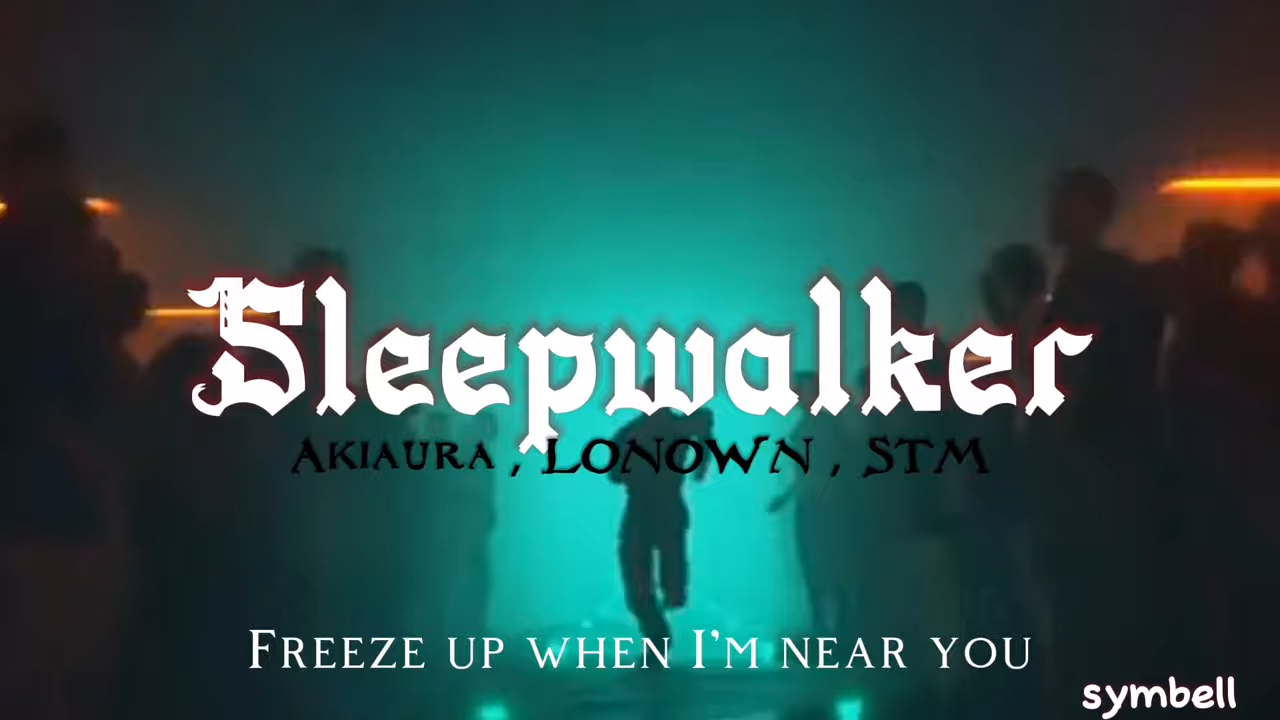 Sleepwalker
AKIAURA , LONOWN , STM
FREEZE UP WHEN I'M NEAR YOU
symbell